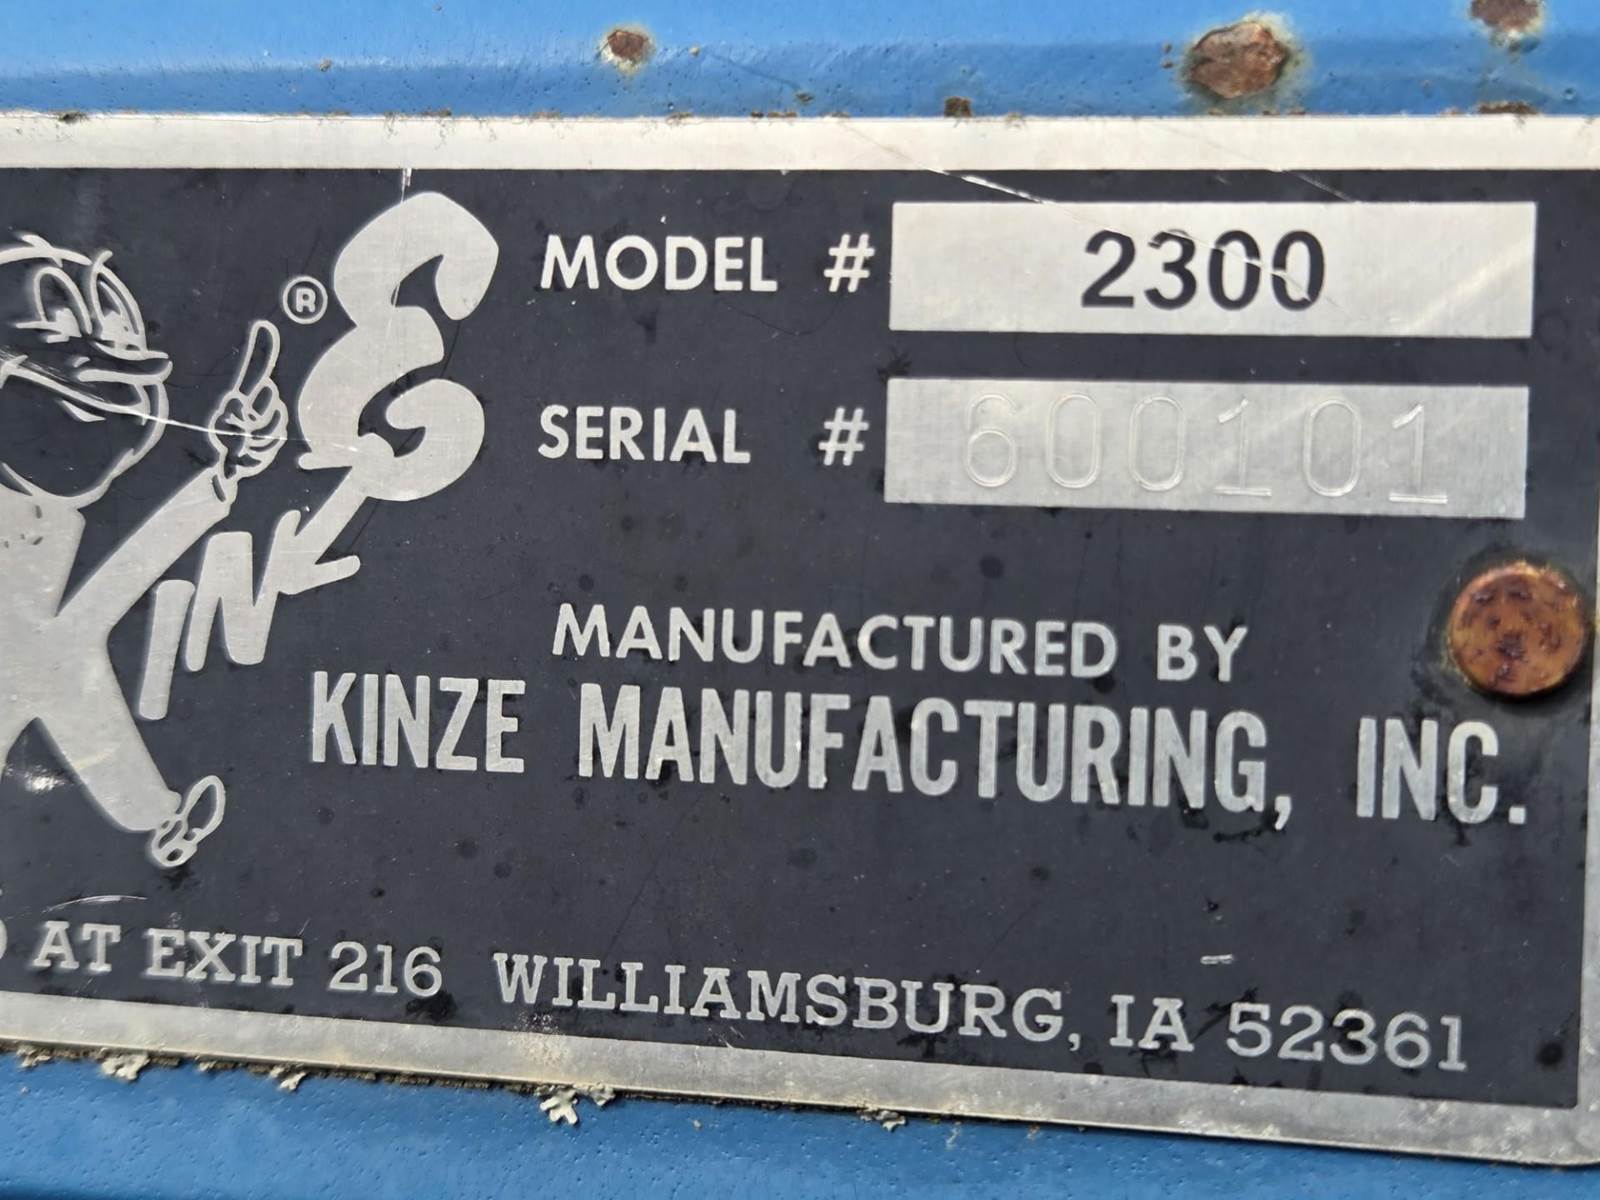 KINZE®
MODEL # 2300
SERIAL # 600101
MANUFACTURED BY
KINZE MANUFACTURING, INC.
AT EXIT 216 WILLIAMSBURG, IA 52361